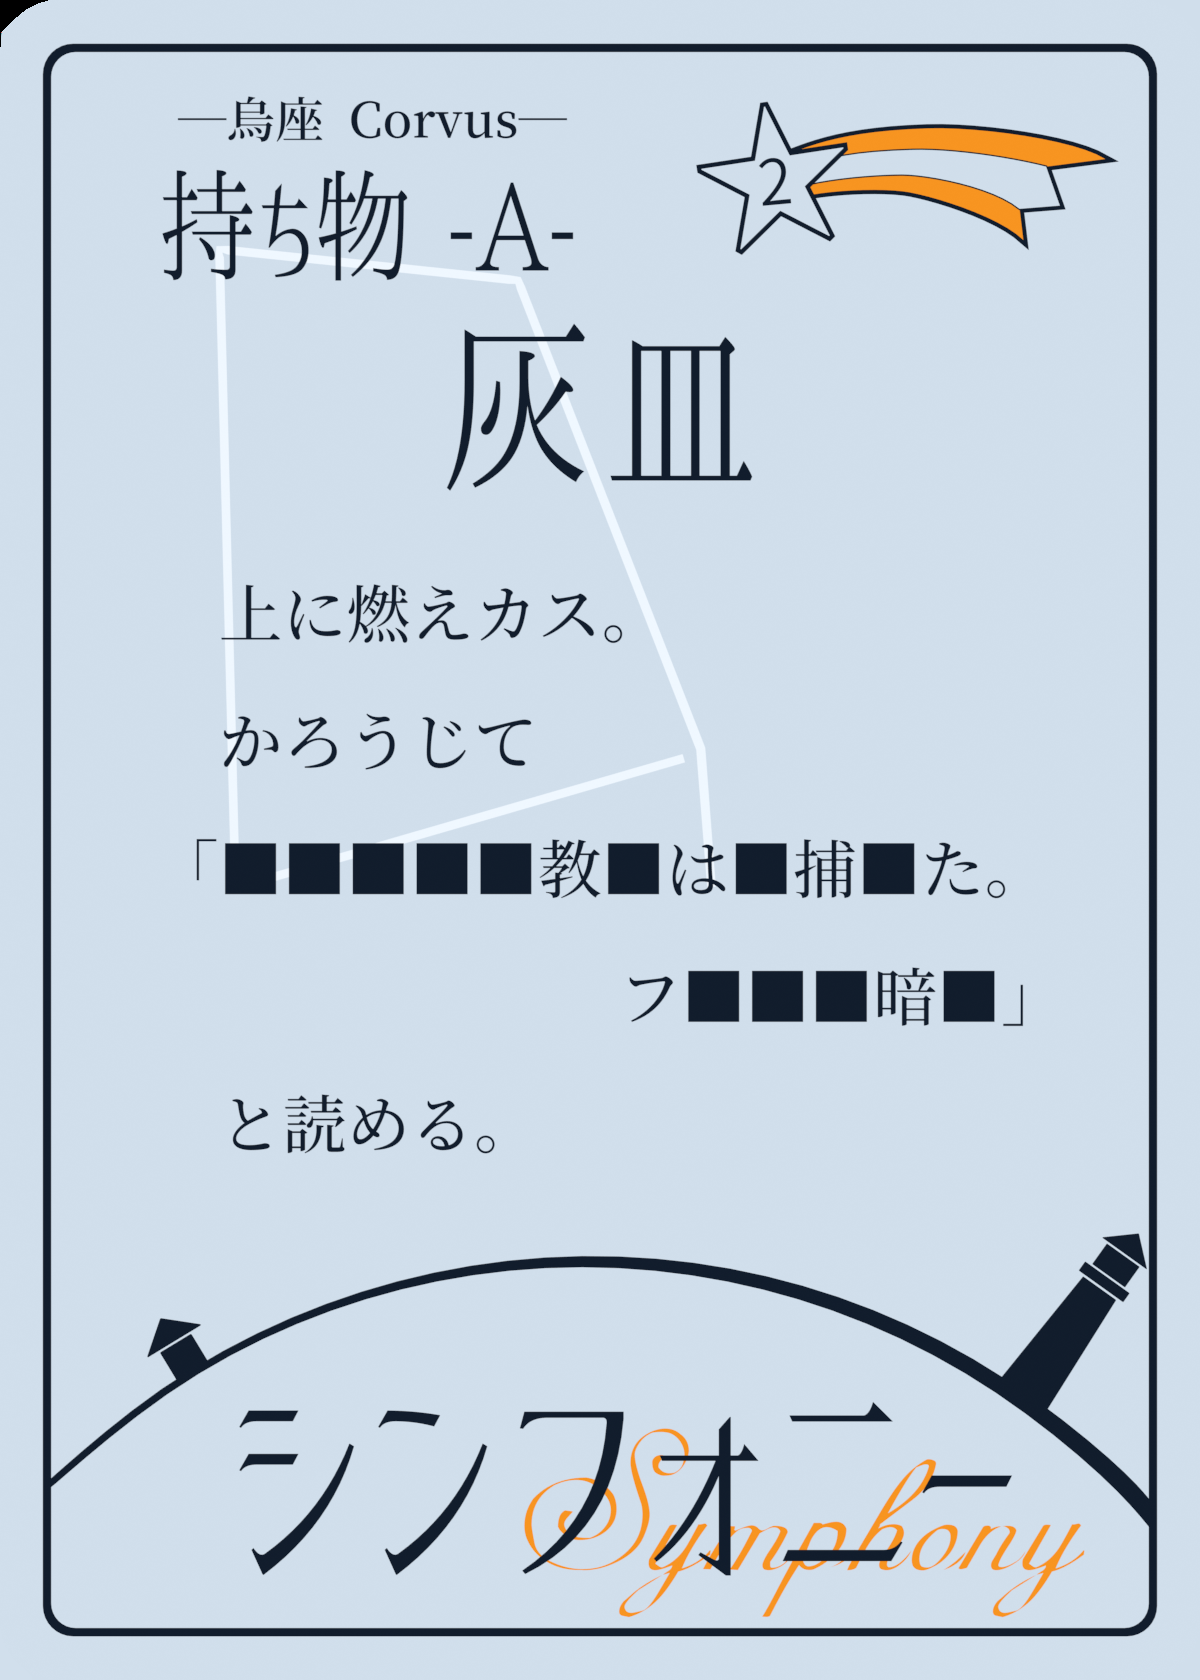 ―烏座 Corvus―
持ち物 -A-
2
灰皿
上に燃えカス。
かろうじて
「■■■■■教■は■捕■た。
フ■■■暗■」
と読める。
シンフォニー
Symphony